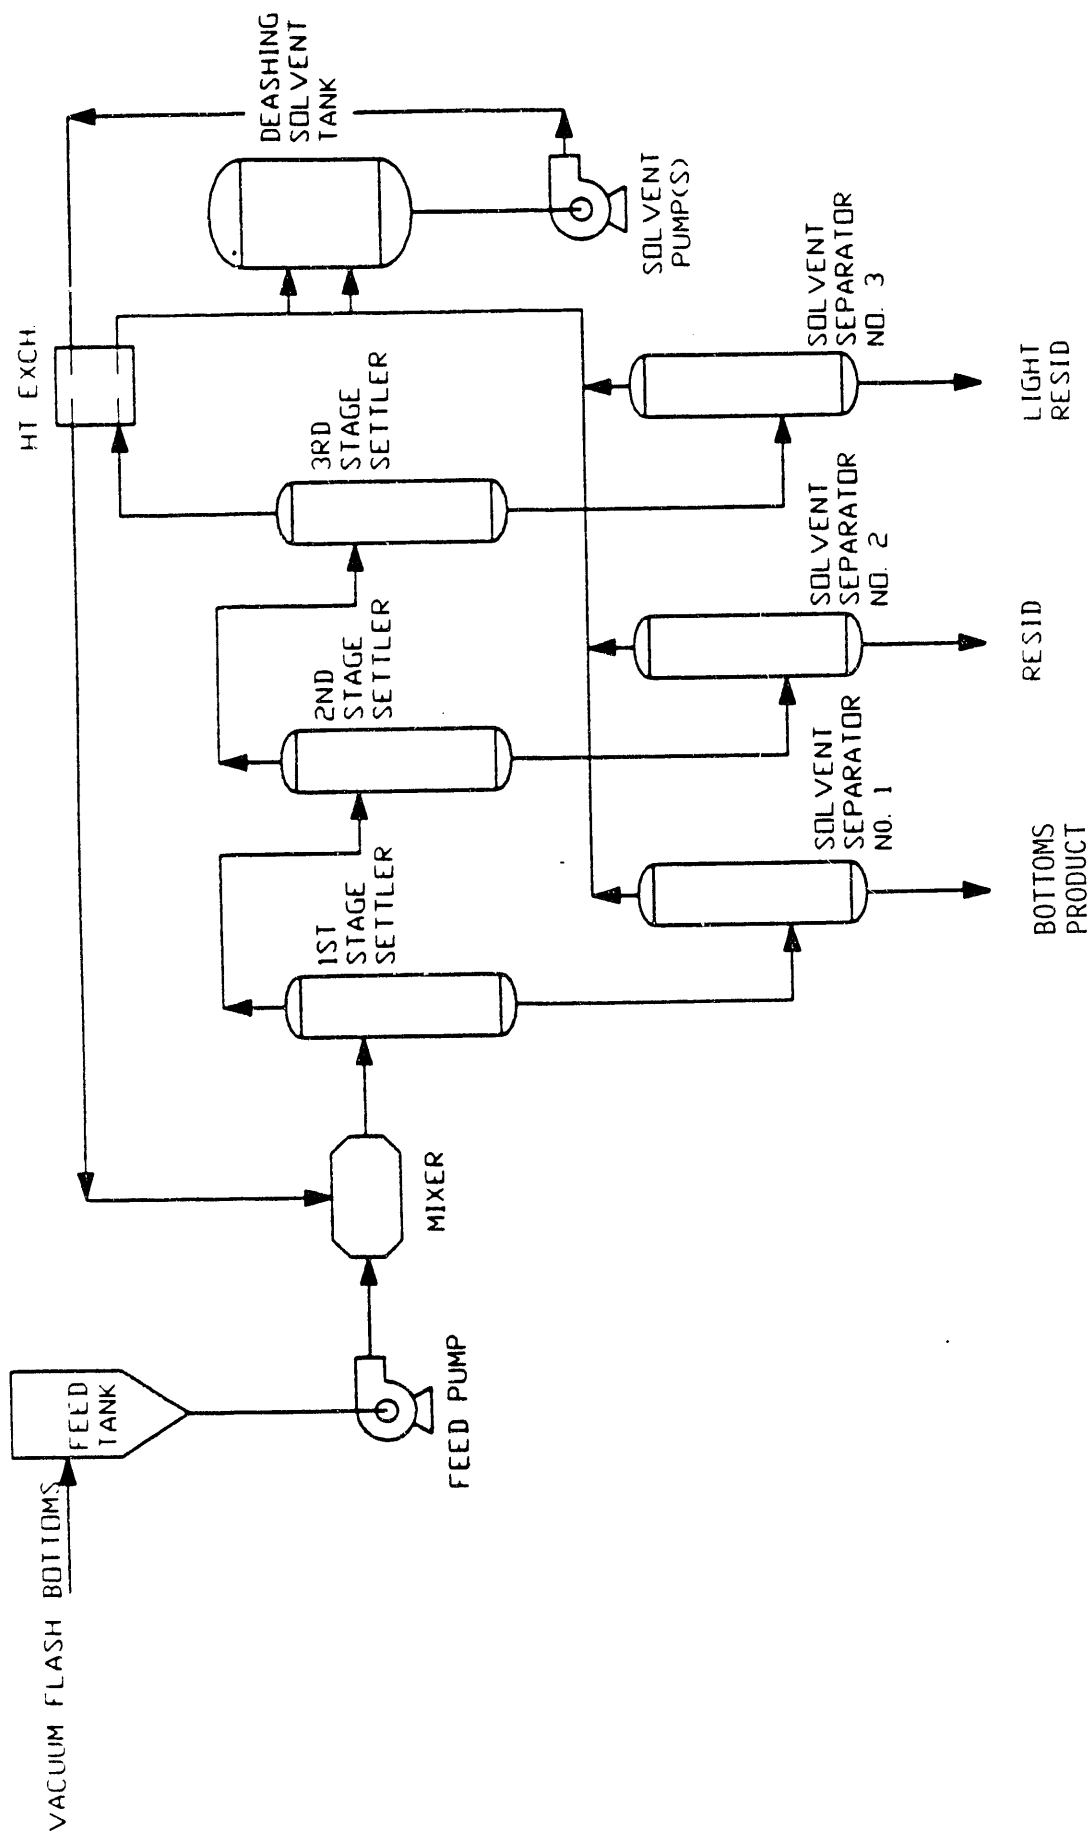 VACUUM FLASH BOTTOMS
FEED
TANK
FEED PUMP
MIXER
HT EXCH.
1ST
STAGE
SETTLER
2ND
STAGE
SETTLER
3RD
STAGE
SETTLER
DEASHING
SOLVENT
TANK
SOLVENT
PUMP(S)
SOLVENT
SEPARATOR
NO. 1
SOLVENT
SEPARATOR
NO. 2
SOLVENT
SEPARATOR
NO. 3
BOTTOMS
PRODUCT
RESID
LIGHT
RESID